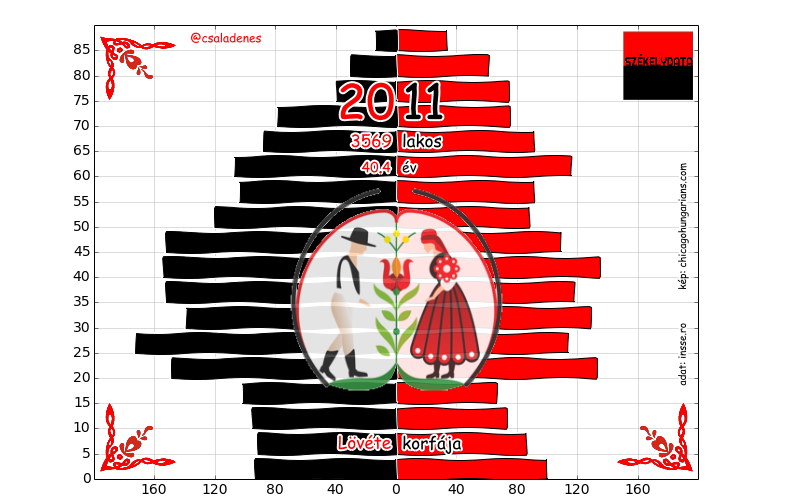 @csaladenes
SZÉKELYDATA
2011
3569 lakos
40.4 év
kép: chicagohungarians.com
adat: insse.ro
Lövéte korfája
85
80
75
70
65
60
55
50
45
40
35
30
25
20
15
10
5
0
160 120 80 40 0 40 80 120 160